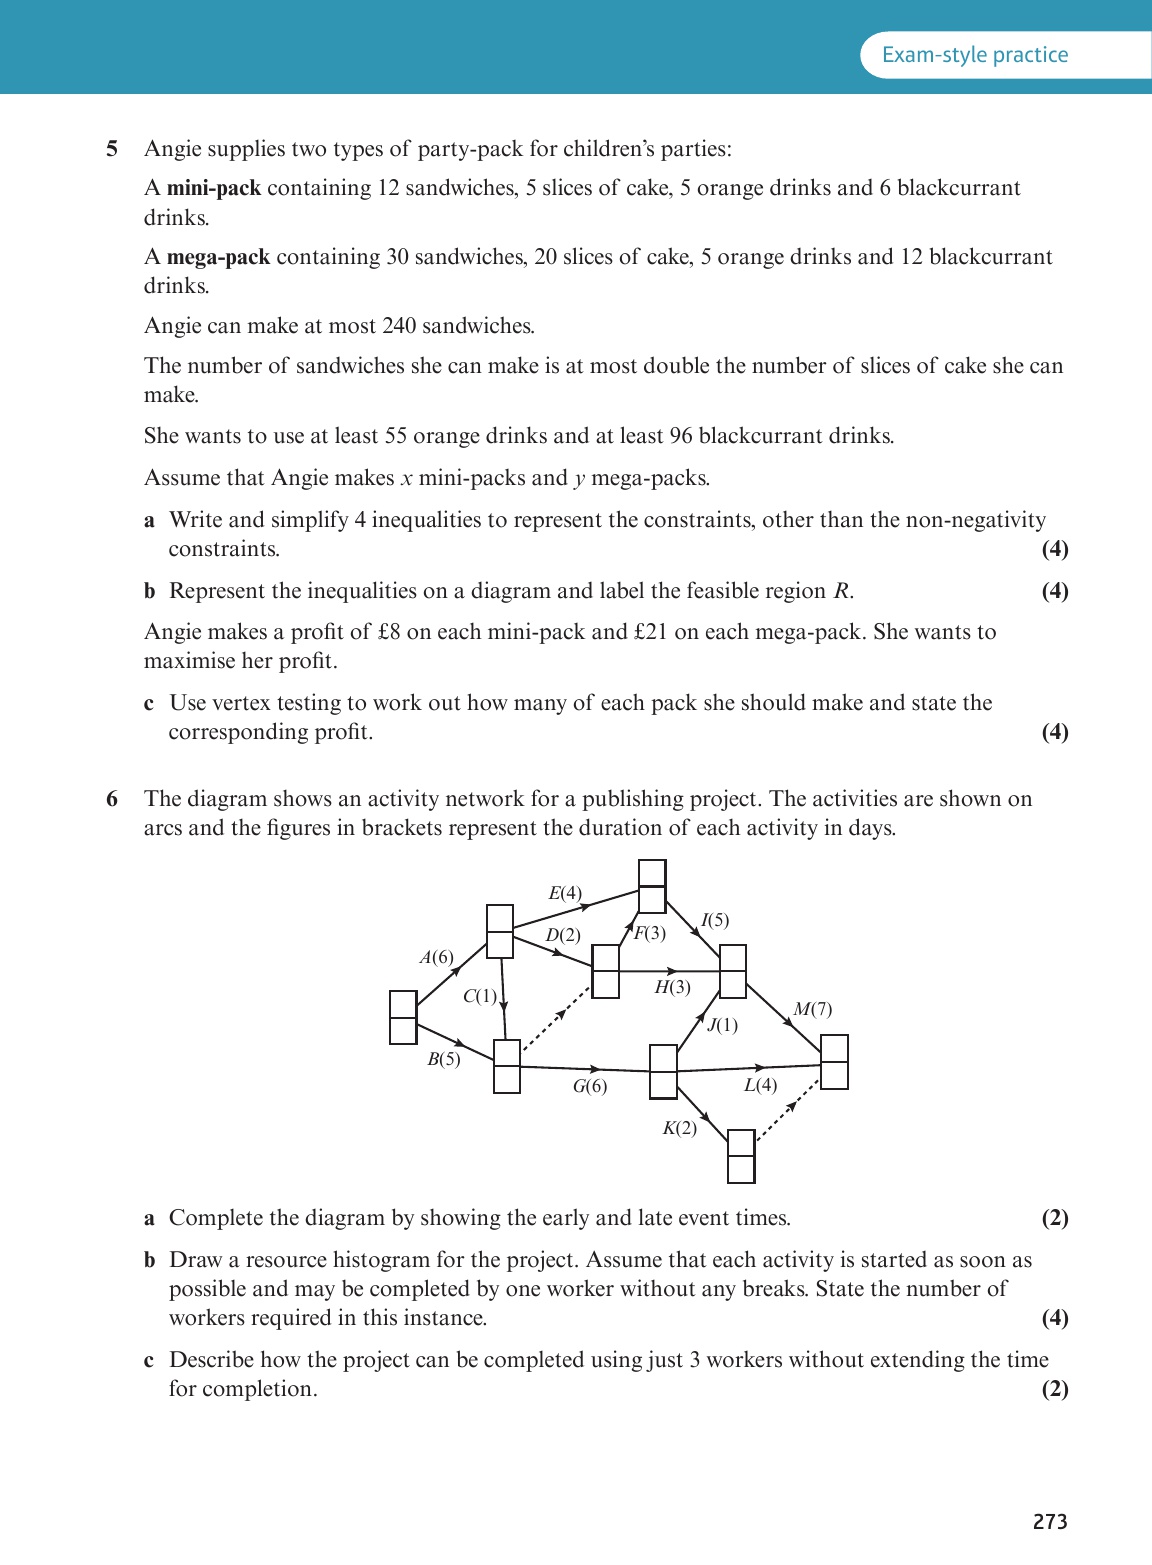 Exam-style practice
5 Angie supplies two types of party-pack for children’s parties:
A mini-pack containing 12 sandwiches, 5 slices of cake, 5 orange drinks and 6 blackcurrant
drinks.
A mega-pack containing 30 sandwiches, 20 slices of cake, 5 orange drinks and 12 blackcurrant
drinks.
Angie can make at most 240 sandwiches.
The number of sandwiches she can make is at most double the number of slices of cake she can
make.
She wants to use at least 55 orange drinks and at least 96 blackcurrant drinks.
Assume that Angie makes x mini-packs and y mega-packs.
a Write and simplify 4 inequalities to represent the constraints, other than the non-negativity
constraints. (4)
b Represent the inequalities on a diagram and label the feasible region R. (4)
Angie makes a profit of £8 on each mini-pack and £21 on each mega-pack. She wants to
maximise her profit.
c Use vertex testing to work out how many of each pack she should make and state the
corresponding profit. (4)
6 The diagram shows an activity network for a publishing project. The activities are shown on
arcs and the figures in brackets represent the duration of each activity in days.
E(4)
I(5)
D(2)
F(3)
A(6)
H(3)
C(1)
M(7)
J(1)
B(5)
G(6)
L(4)
K(2)
a Complete the diagram by showing the early and late event times. (2)
b Draw a resource histogram for the project. Assume that each activity is started as soon as
possible and may be completed by one worker without any breaks. State the number of
workers required in this instance. (4)
c Describe how the project can be completed using just 3 workers without extending the time
for completion. (2)
273